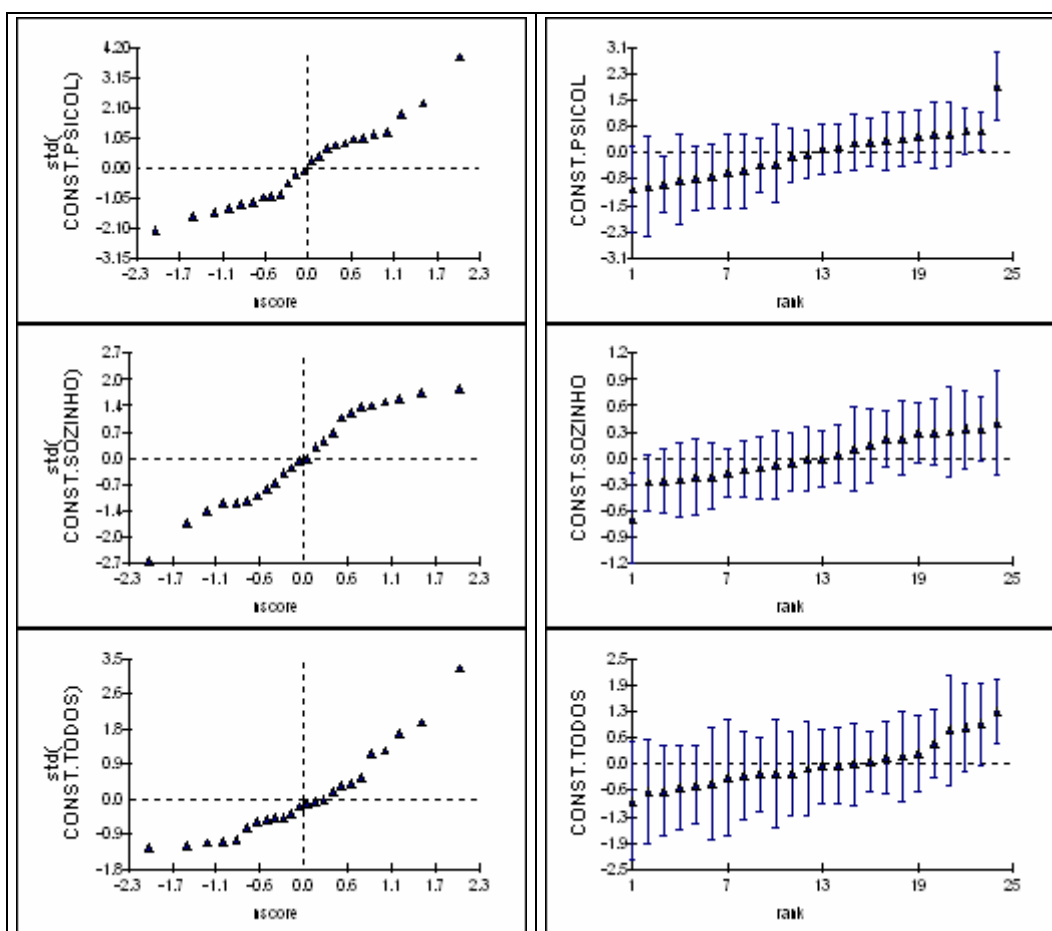 std(
CONST.PSICOL)
4.20
3.15
2.10
1.05
0.00
-1.05
-2.10
-3.15
-2.3 -1.7 -1.1 -0.6 0.0 0.6 1.1 1.7 2.3
nscore
CONST.PSICOL
3.1
2.3
1.5
0.8
0.0
-0.8
-1.5
-2.3
-3.1
1 7 13 19 25
rank
std(
CONST.SOZINHO)
2.7
2.0
1.4
0.7
0.0
-0.7
-1.4
-2.0
-2.7
-2.3 -1.7 -1.1 -0.6 0.0 0.6 1.1 1.7 2.3
nscore
CONST.SOZINHO
1.2
0.9
0.6
0.3
0.0
-0.3
-0.6
-0.9
-1.2
1 7 13 19 25
rank
std(
CONST.TODOS)
3.5
2.6
1.8
0.9
0.0
-0.9
-1.8
-2.3 -1.7 -1.1 -0.6 0.0 0.6 1.1 1.7 2.3
nscore
CONST.TODOS
2.5
1.9
1.3
0.6
0.0
-0.6
-1.3
-1.9
-2.5
1 7 13 19 25
rank